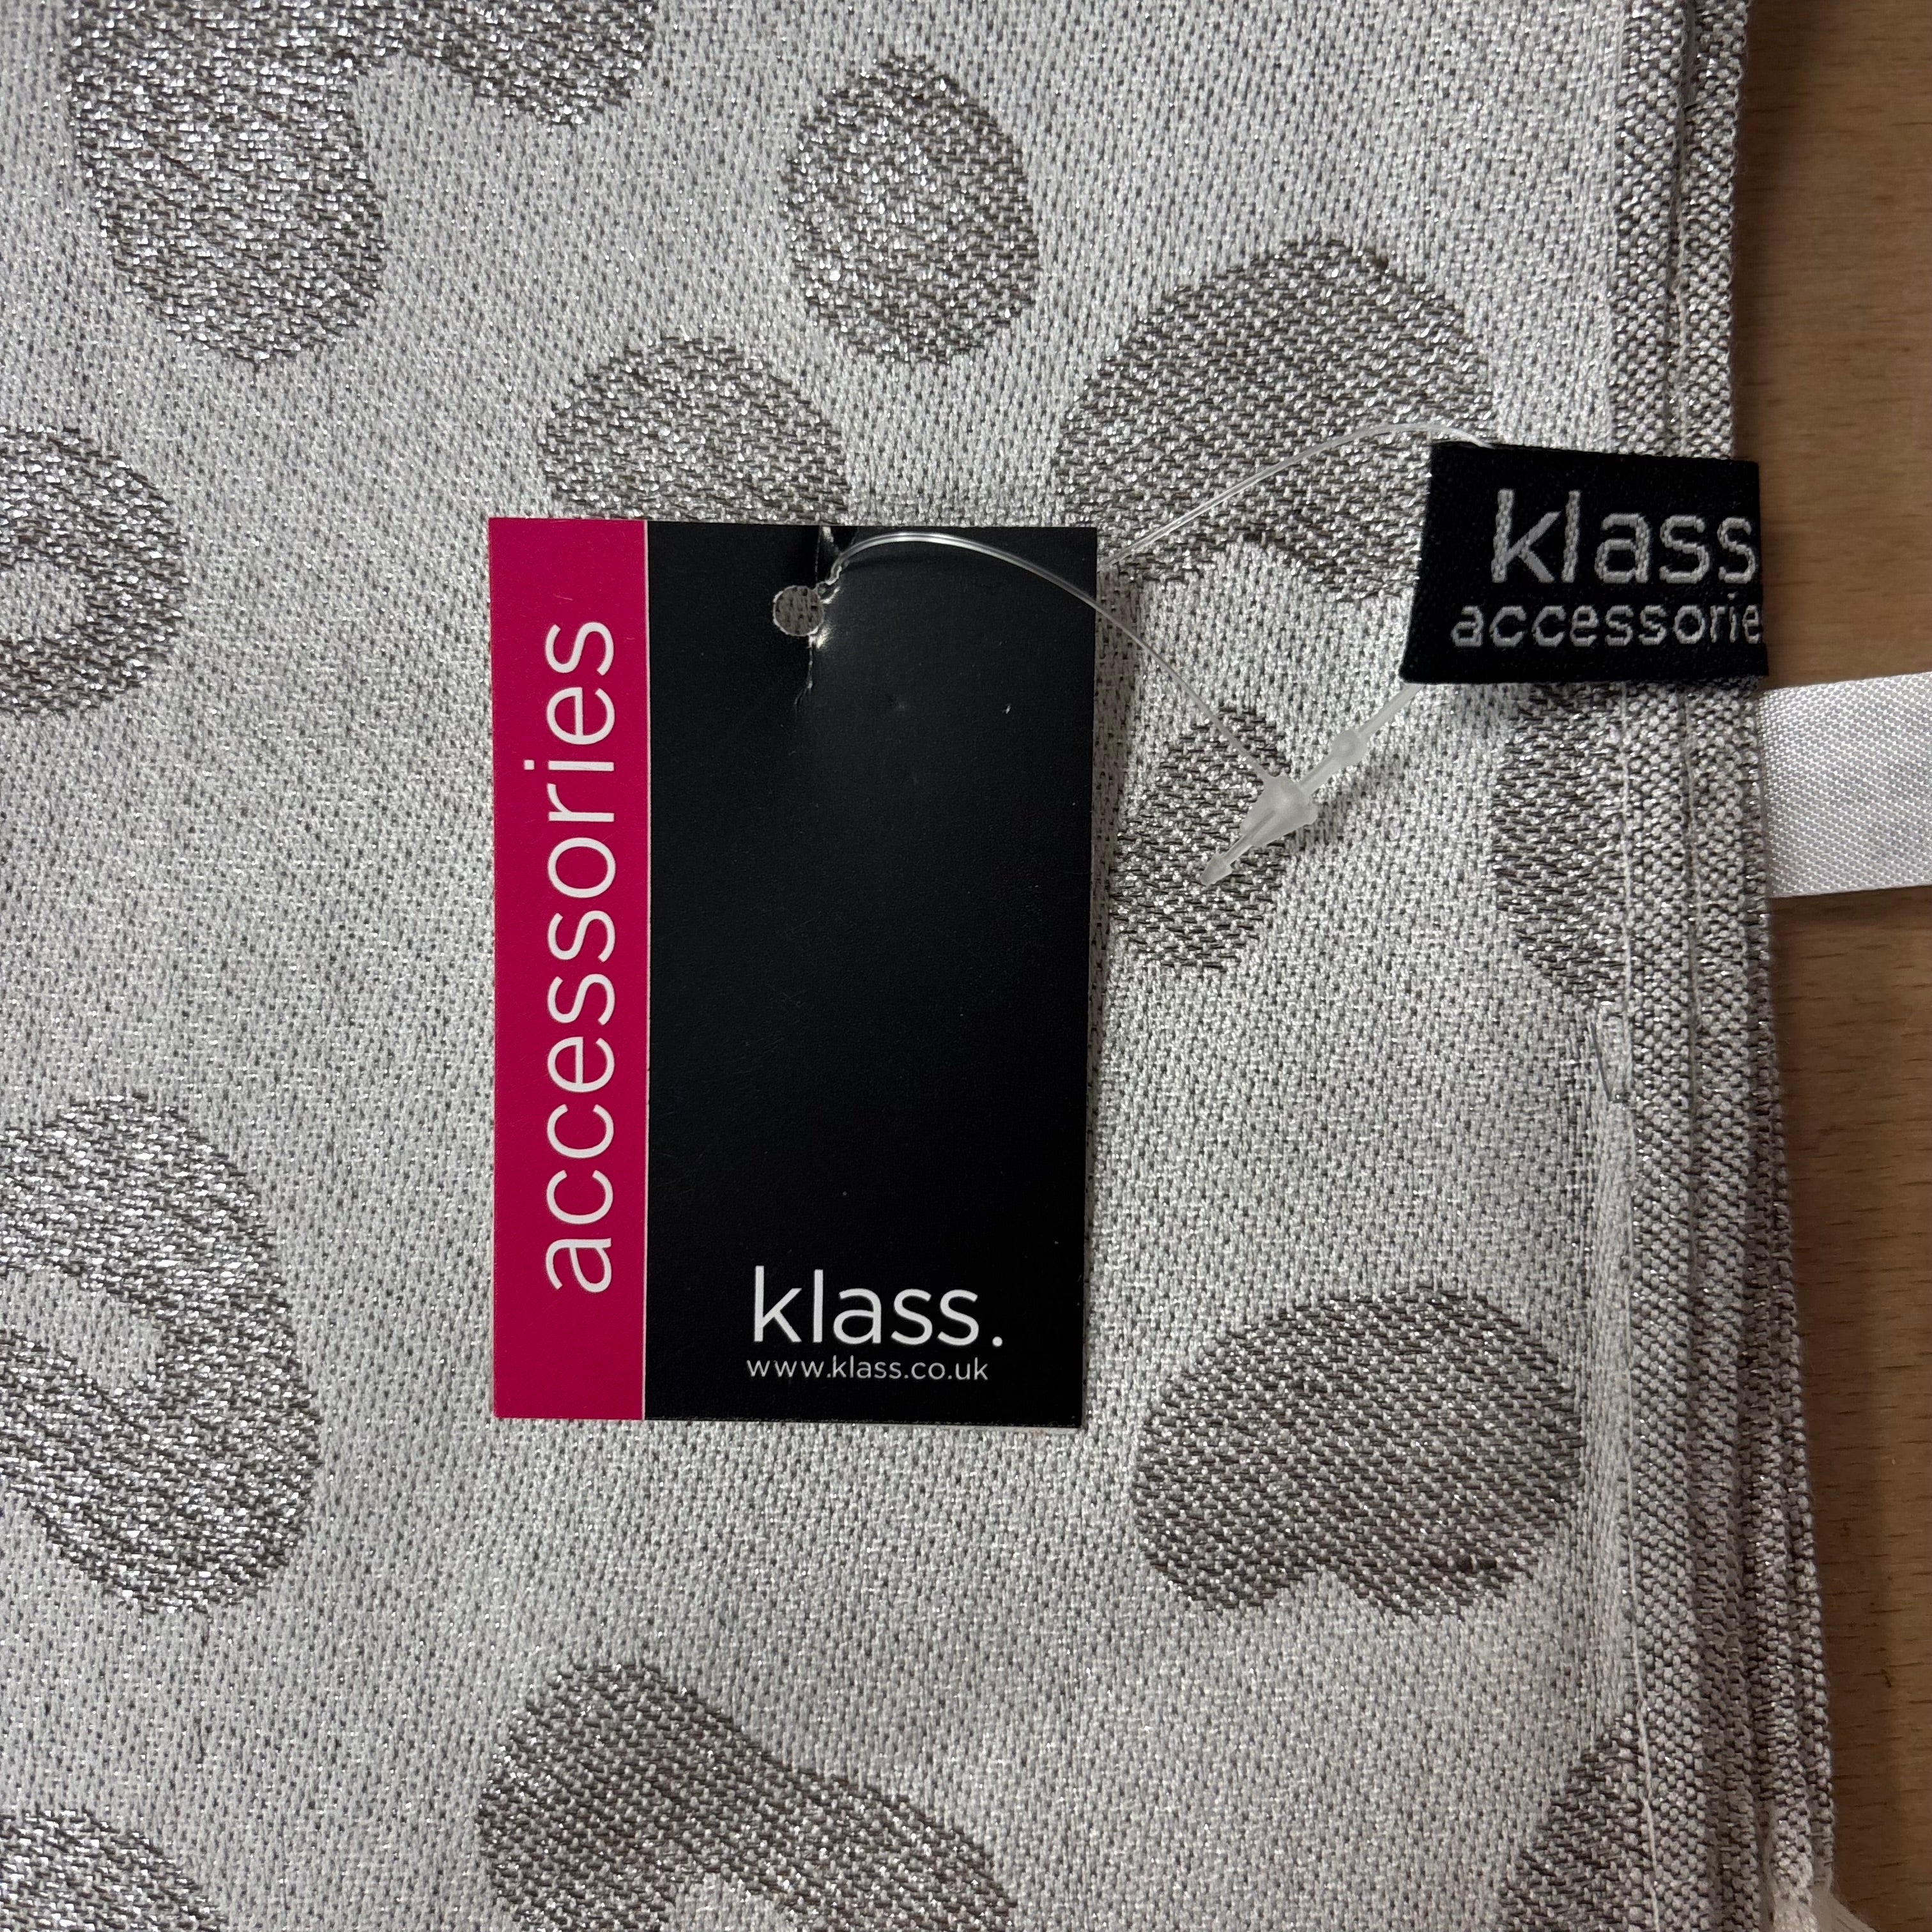 klass
accessorie
accessories
klass.
www.klass.co.uk